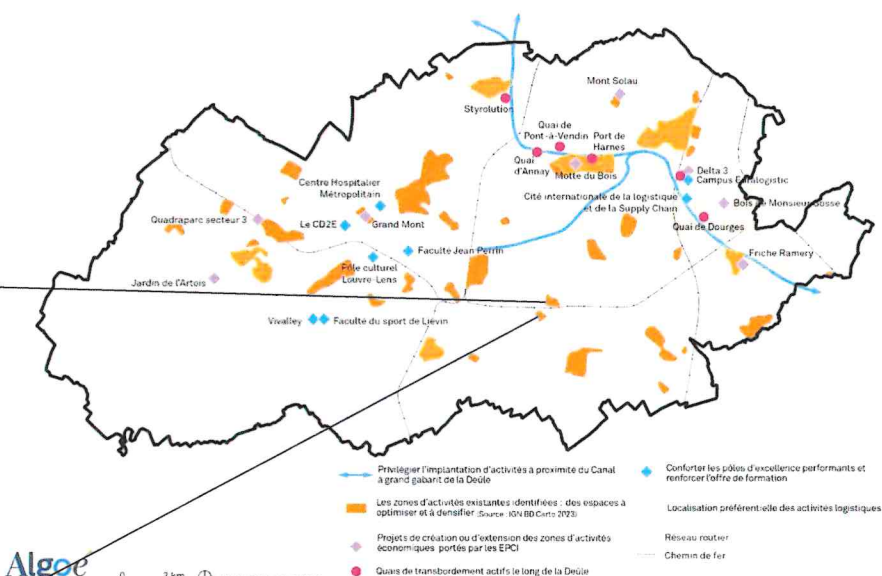 Mont Solau
Styrolution
Quai de
Pont-à-Vendin
Port de
Harnes
Quai
d'Annay
Motte du Bois
Delta 3
Campus Euralogistic
Centre Hospitalier
Métropolitain
Cité internationale de la logistique
et de la Supply Chain
Bois de Monsieur Gosse
Quadraparc secteur 3
Le CD2E
Grand Mont
Quai de Dourges
Faculté Jean Perrin
Friche Ramery
Pôle culturel
Louvre-Lens
Jardin de l'Artois
Vivalley
Faculté du sport de Liévin
Privilégier l'implantation d'activités à proximité du Canal
à grand gabarit de la Deûle
Les zones d'activités existantes identifiées : des espaces à
optimiser et à densifier (Source : IGN BD Carto 2023)
Projets de création ou d'extension des zones d'activités
économiques portés par les EPCI
Quais de transbordement actifs le long de la Deûle
Conforter les pôles d'excellence performants et
renforcer l'offre de formation
Localisation préférentielle des activités logistiques
Réseau routier
Chemin de fer
Algoé
0 2 km